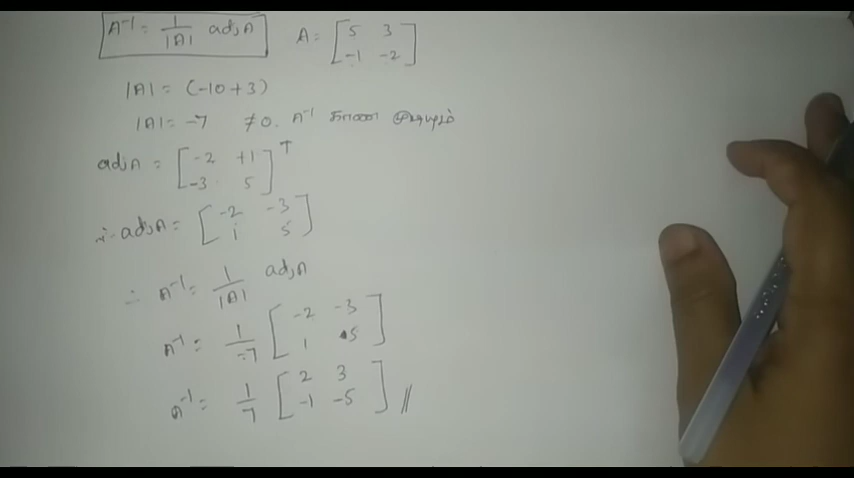 A⁻¹ = 1/|A| adjA A = [5 3; -1 -2]
|A| = (-10+3)
|A| = -7 ≠0. A⁻¹ காண முடியும்
adjA = [-2 +1; -3 5]ᵀ
∴ adjA = [-2 -3; 1 5]
∴ A⁻¹ = 1/|A| adjA
A⁻¹ = 1/-7 [-2 -3; 1 5]
A⁻¹ = 1/7 [2 3; -1 -5] //